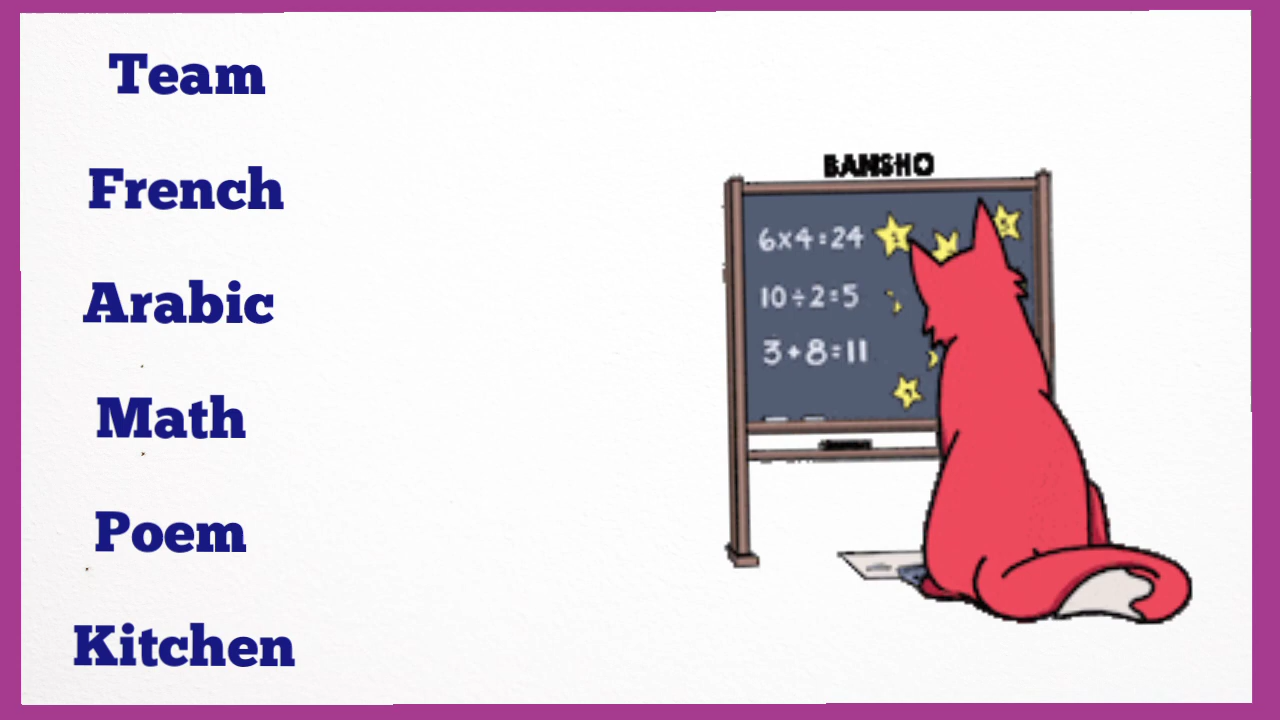 Team
French
Arabic
Math
Poem
Kitchen
BANSHO
6x4=24
10÷2=5
3+8=11